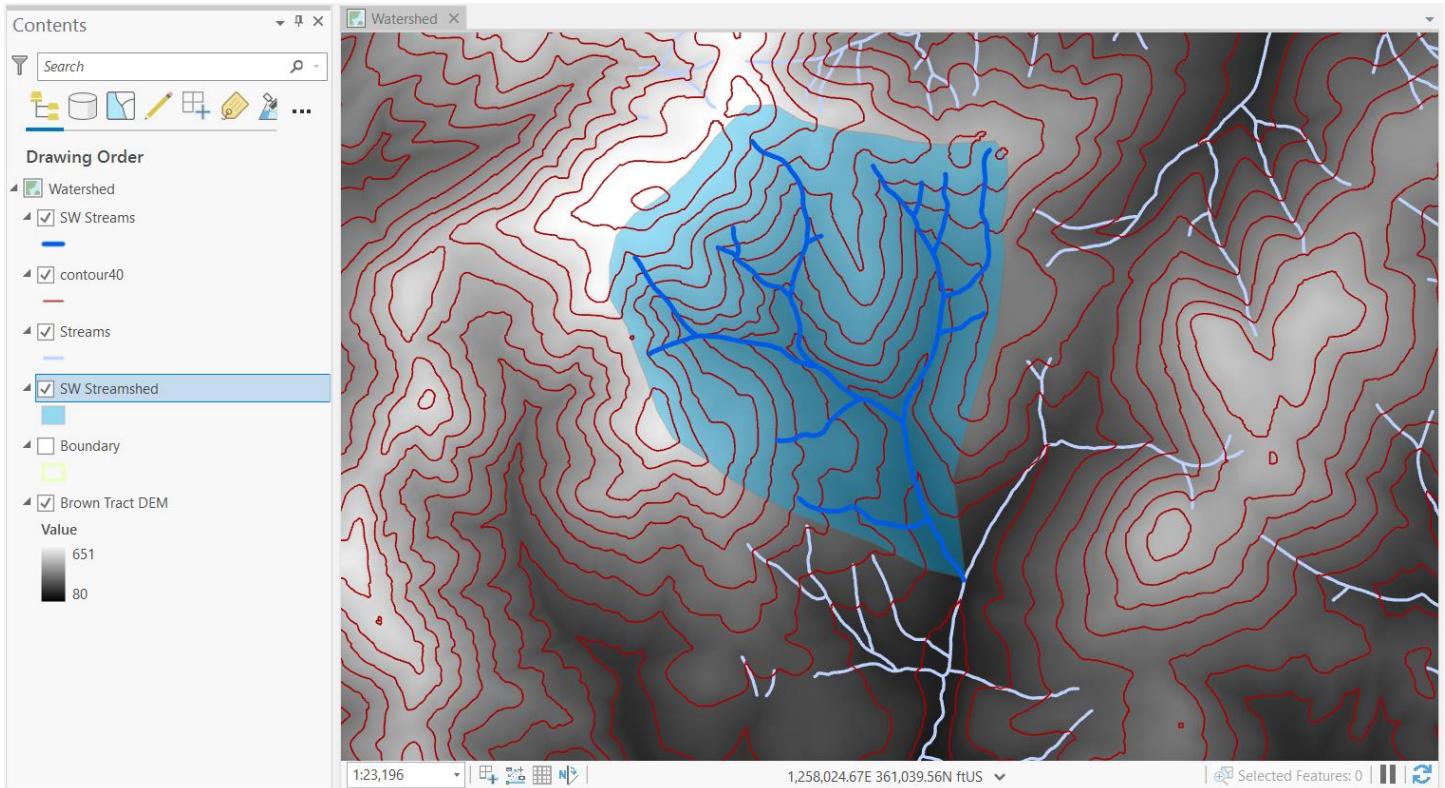 Contents
Search
Drawing Order
Watershed
SW Streams
contour40
Streams
SW Streamshed
Boundary
Brown Tract DEM
Value
651
80
Watershed
1:23,196
N
1,258,024.67E 361,039.56N ftUS
Selected Features: 0